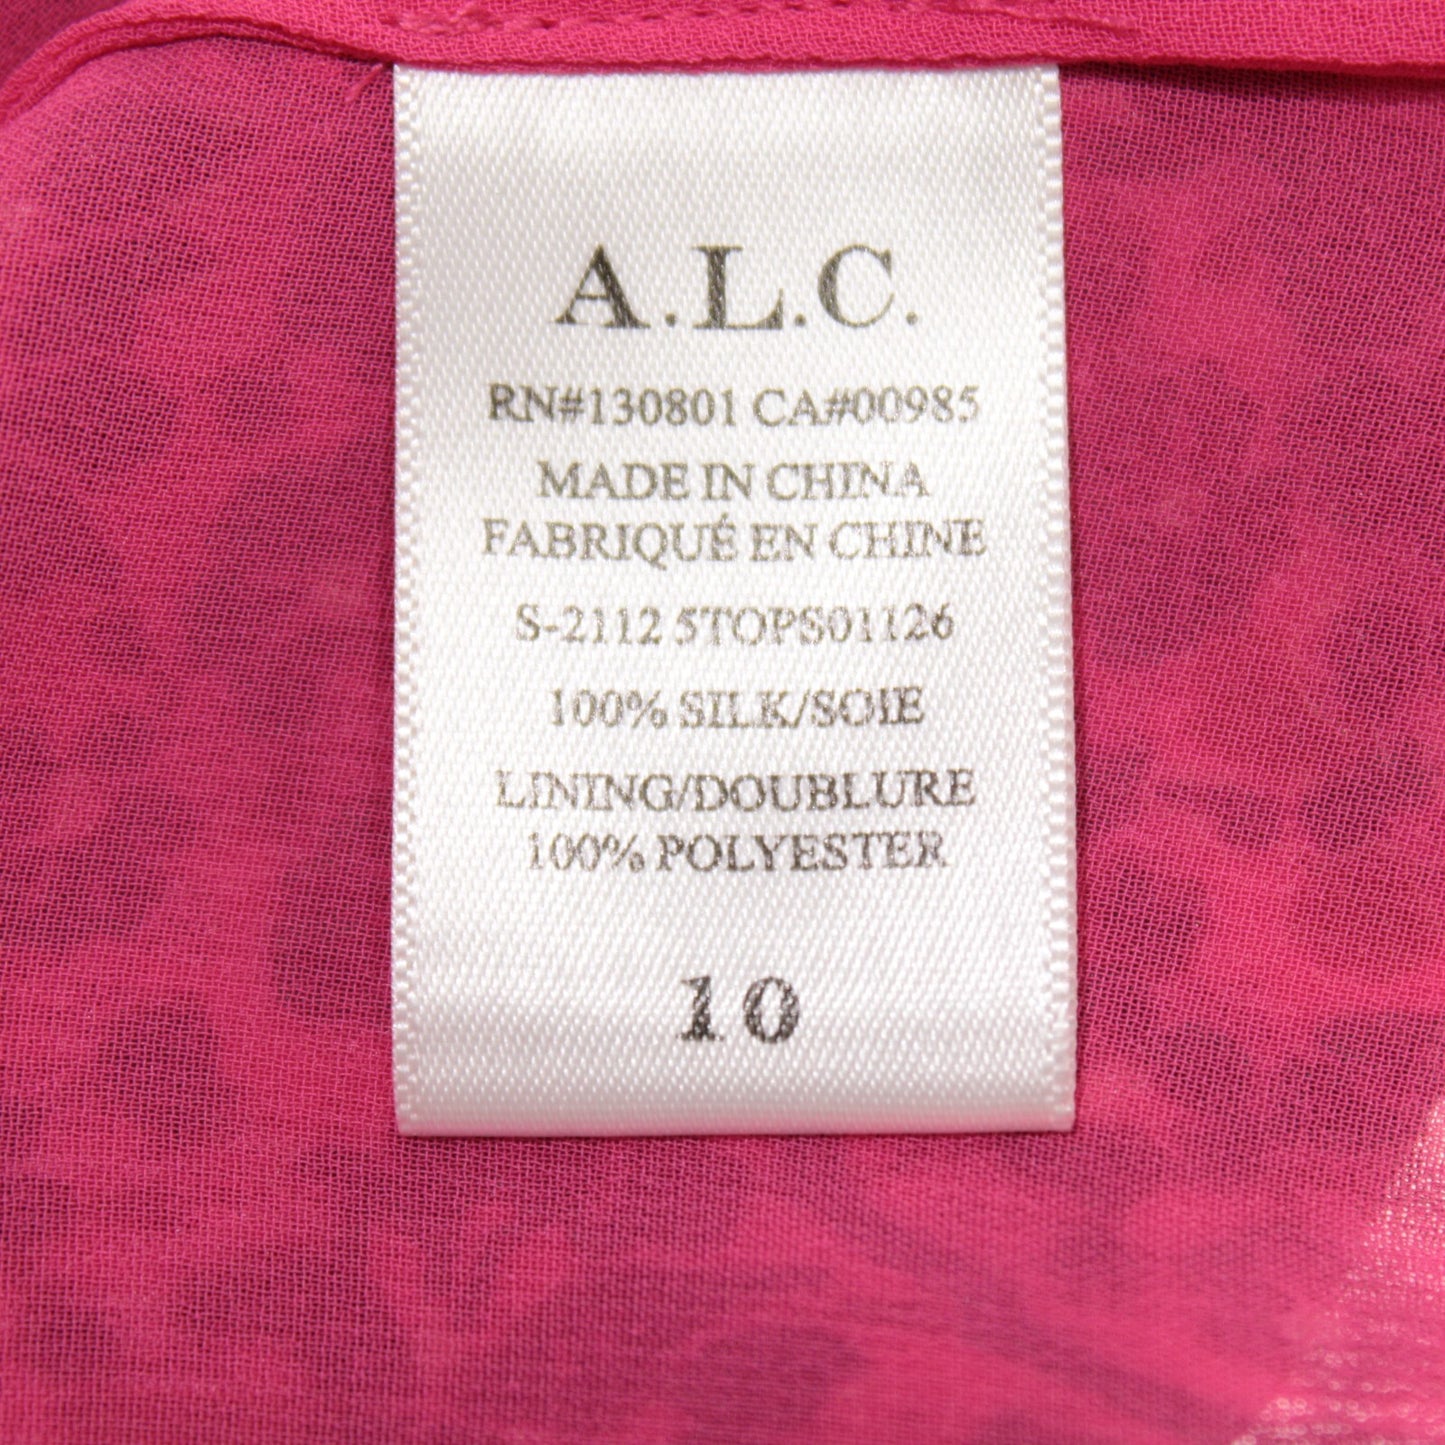 A.L.C.
RN#130801 CA#00985
MADE IN CHINA
FABRIQUÉ EN CHINE
S-2112 5TOPS01126
100% SILK/SOIE
LINING/DOUBLURE
100% POLYESTER
10